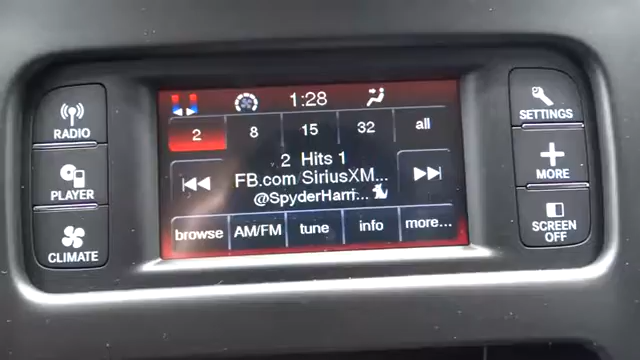 1:28
RADIO
SETTINGS
2 8 15 32 all
2 Hits 1
FB.com/SiriusXM...
@SpyderHarri...
PLAYER
MORE
browse AM/FM tune info more...
CLIMATE
SCREEN
OFF